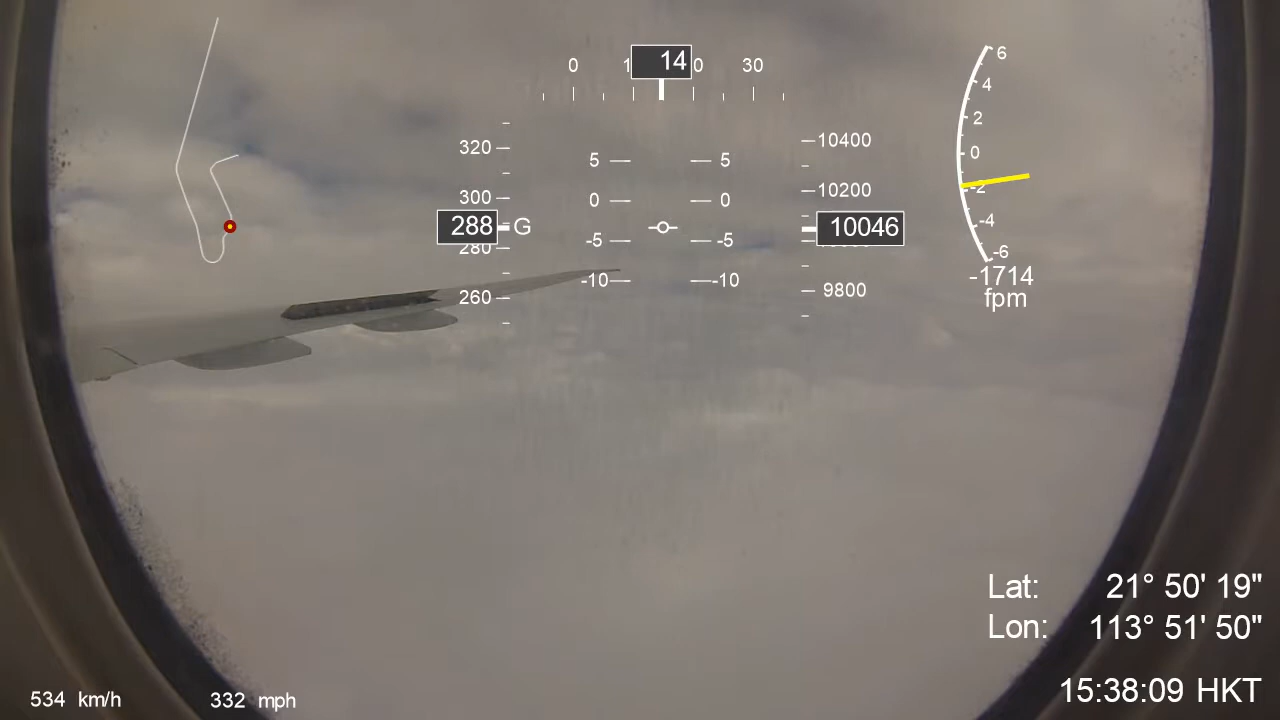 0 1 14 0 30
320
300
288 G
280
260
5 5
0 0
-5 -5
-10 -10
10400
10200
10046
9800
6
4
2
0
-2
-4
-6
-1714
fpm
Lat: 21° 50' 19"
Lon: 113° 51' 50"
15:38:09 HKT
534 km/h 332 mph